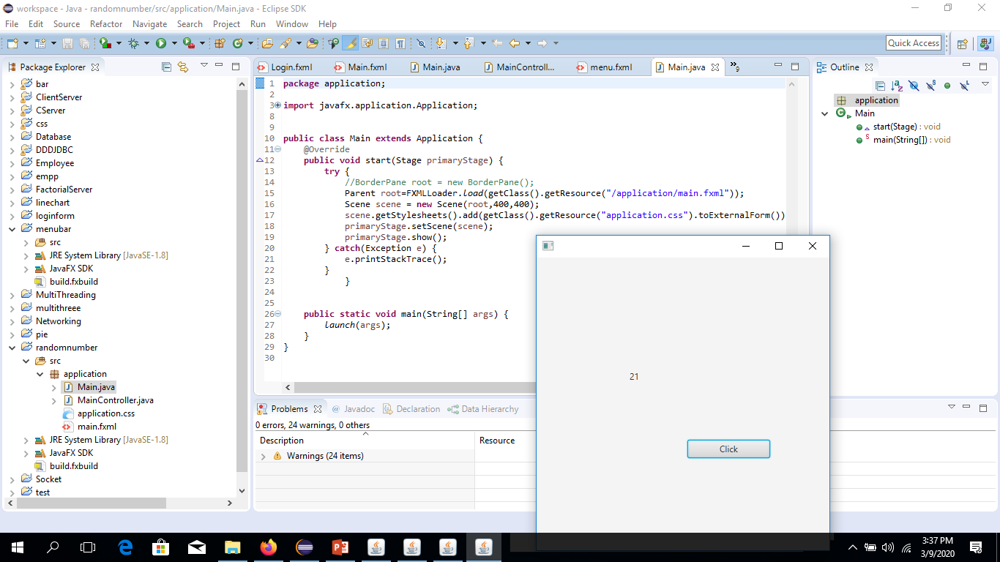 workspace - Java - randomnumber/src/application/Main.java - Eclipse SDK
File Edit Source Refactor Navigate Search Project Run Window Help
Quick Access
Package Explorer
bar
ClientServer
CServer
css
Database
DDDJDBC
Employee
empp
FactorialServer
linechart
loginform
menubar
src
JRE System Library [JavaSE-1.8]
JavaFX SDK
build.fxbuild
MultiThreading
multithreee
Networking
pie
randomnumber
src
application
Main.java
MainController.java
application.css
main.fxml
JRE System Library [JavaSE-1.8]
JavaFX SDK
build.fxbuild
Socket
test
Login.fxml Main.fxml Main.java MainControll... menu.fxml Main.java »9
1 package application;
2
3 import javafx.application.Application;
8
9
10 public class Main extends Application {
11 @Override
12 public void start(Stage primaryStage) {
13 try {
14 //BorderPane root = new BorderPane();
15 Parent root=FXMLLoader.load(getClass().getResource("/application/main.fxml"));
16 Scene scene = new Scene(root,400,400);
17 scene.getStylesheets().add(getClass().getResource("application.css").toExternalForm())
18 primaryStage.setScene(scene);
19 primaryStage.show();
20 } catch(Exception e) {
21 e.printStackTrace();
22 }
23 }
24
25
26 public static void main(String[] args) {
27 launch(args);
28 }
29 }
30
Outline
application
Main
start(Stage) : void
main(String[]) : void
Problems Javadoc Declaration Data Hierarchy
0 errors, 24 warnings, 0 others
Description Resource
Warnings (24 items)
21
Click
3:37 PM
3/9/2020